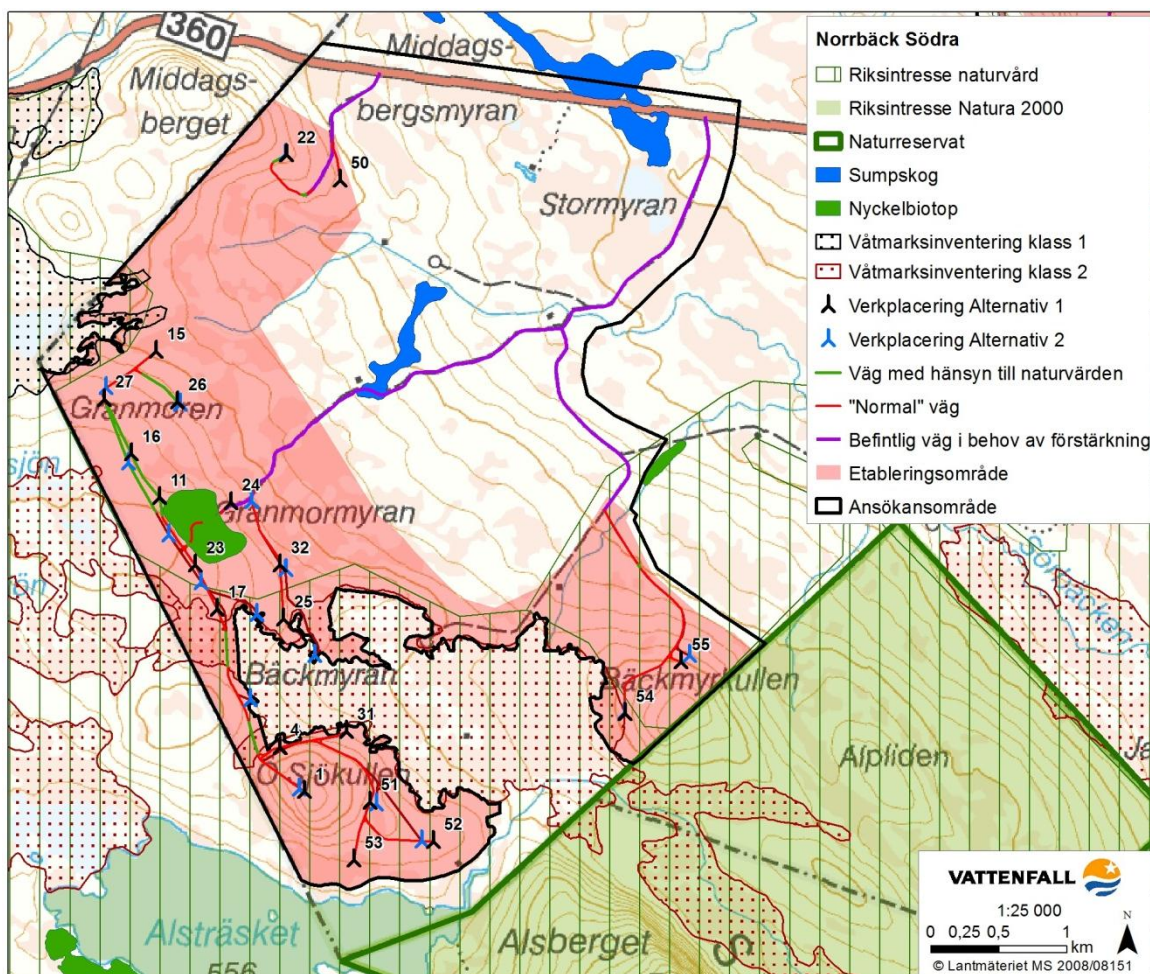 360
Middags-
berget
Middags-
bergsmyran
Stormyran
22
50
15
27
Granmoren
26
16
11
24
Granmormyran
23
32
17
25
Bäckmyran
55
Bäckmyrkullen
54
4
31
Ö Sjökullen
1
51
52
53
sjön
ön
Alpliden
Alsberget
Alsträsket
556
Sörbäcken
Ja
S
Norrbäck Södra
Riksintresse naturvård
Riksintresse Natura 2000
Naturreservat
Sumpskog
Nyckelbiotop
Våtmarksinventering klass 1
Våtmarksinventering klass 2
Verkplacering Alternativ 1
Verkplacering Alternativ 2
Väg med hänsyn till naturvärden
"Normal" väg
Befintlig väg i behov av förstärkning
Etableringsområde
Ansökansområde
VATTENFALL
1:25 000
N
0 0,25 0,5 1
km
© Lantmäteriet MS 2008/08151